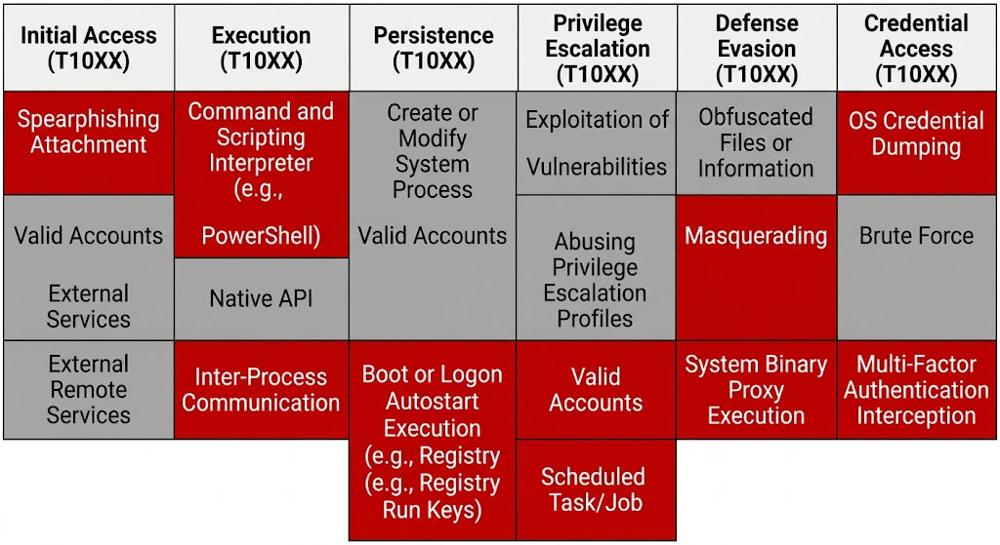 Initial Access
(T10XX)
Execution
(T10XX)
Persistence
(T10XX)
Privilege
Escalation
(T10XX)
Defense
Evasion
(T10XX)
Credential
Access
(T10XX)
Spearphishing
Attachment
Valid Accounts
External
Services
External
Remote
Services
Command and
Scripting
Interpreter
(e.g.,
PowerShell)
Native API
Inter-Process
Communication
Create or
Modify
System
Process
Valid Accounts
Boot or Logon
Autostart
Execution
(e.g., Registry
(e.g., Registry
Run Keys)
Exploitation of
Vulnerabilities
Abusing
Privilege
Escalation
Profiles
Valid
Accounts
Scheduled
Task/Job
Obfuscated
Files or
Information
Masquerading
System Binary
Proxy
Execution
OS Credential
Dumping
Brute Force
Multi-Factor
Authentication
Interception